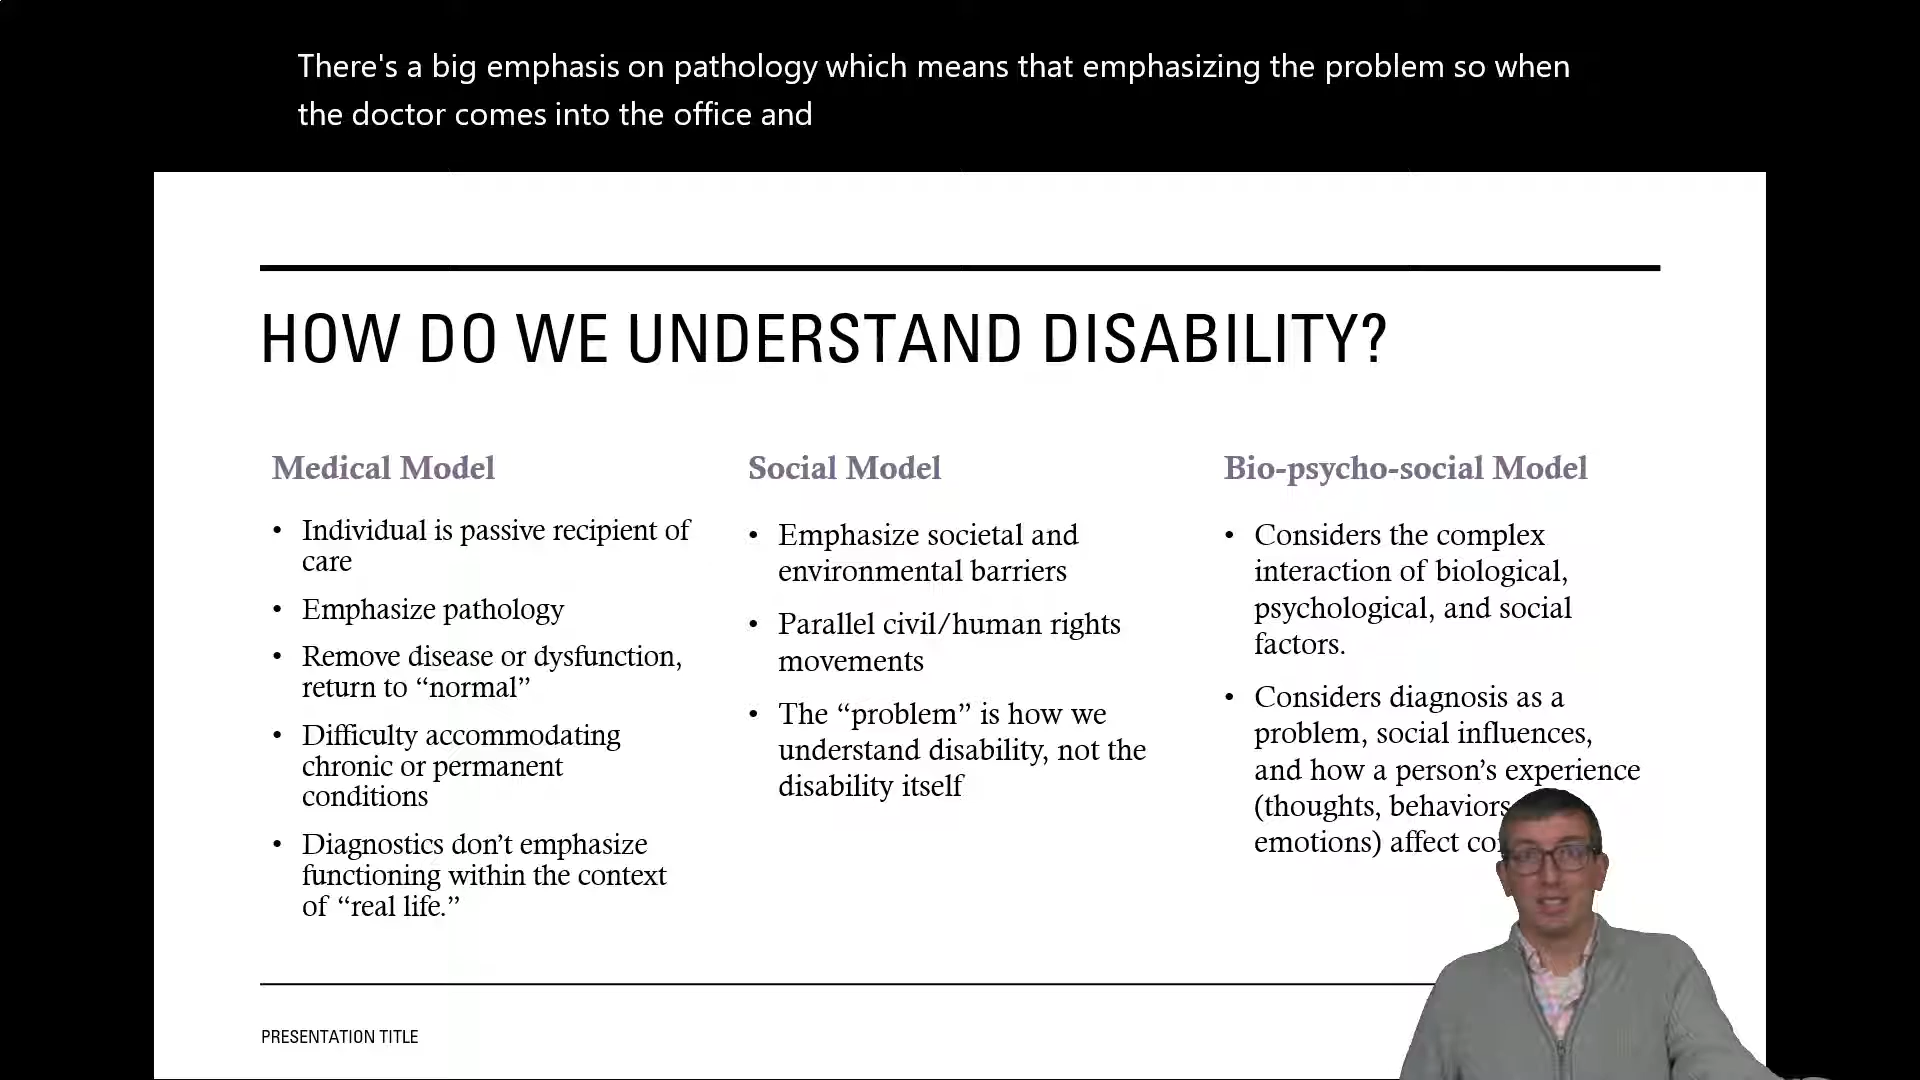 There's a big emphasis on pathology which means that emphasizing the problem so when
the doctor comes into the office and
HOW DO WE UNDERSTAND DISABILITY?
Medical Model
• Individual is passive recipient of
care
• Emphasize pathology
• Remove disease or dysfunction,
return to “normal”
• Difficulty accommodating
chronic or permanent
conditions
• Diagnostics don’t emphasize
functioning within the context
of “real life.”
Social Model
• Emphasize societal and
environmental barriers
• Parallel civil/human rights
movements
• The “problem” is how we
understand disability, not the
disability itself
Bio-psycho-social Model
• Considers the complex
interaction of biological,
psychological, and social
factors.
• Considers diagnosis as a
problem, social influences,
and how a person’s experience
(thoughts, behaviors
emotions) affect
PRESENTATION TITLE